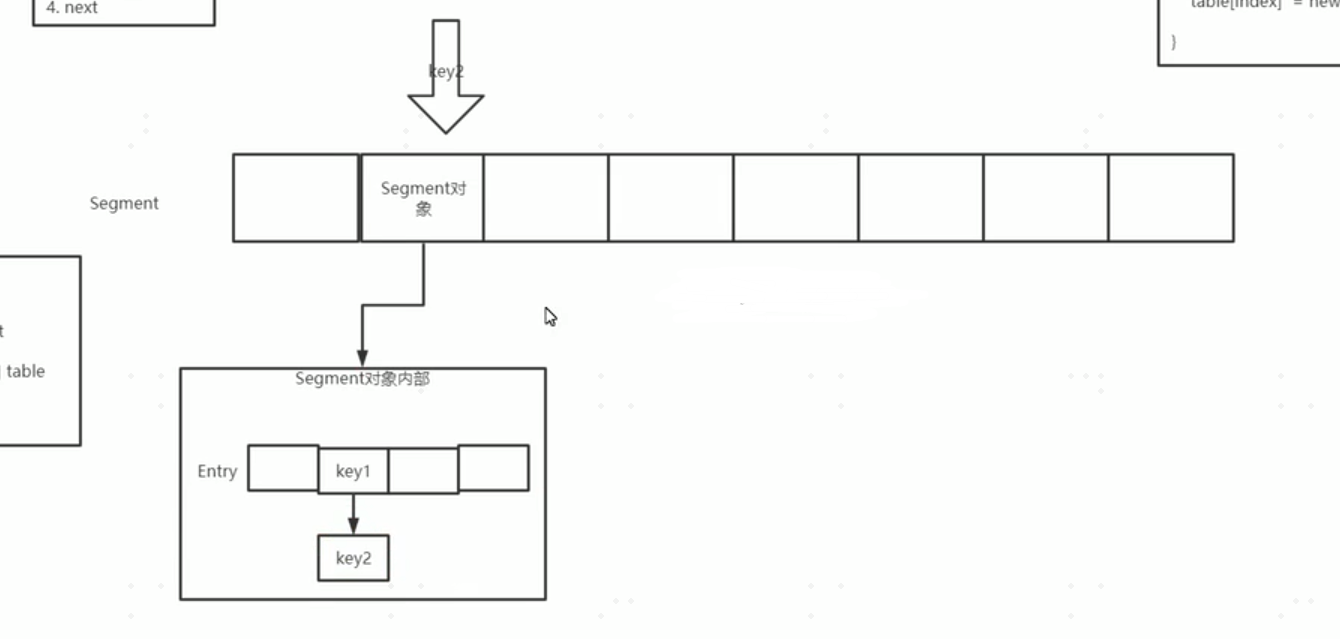 4. next
table[index] = new
}
key2
Segment
Segment对
象
t
table
Segment对象内部
Entry
key1
key2